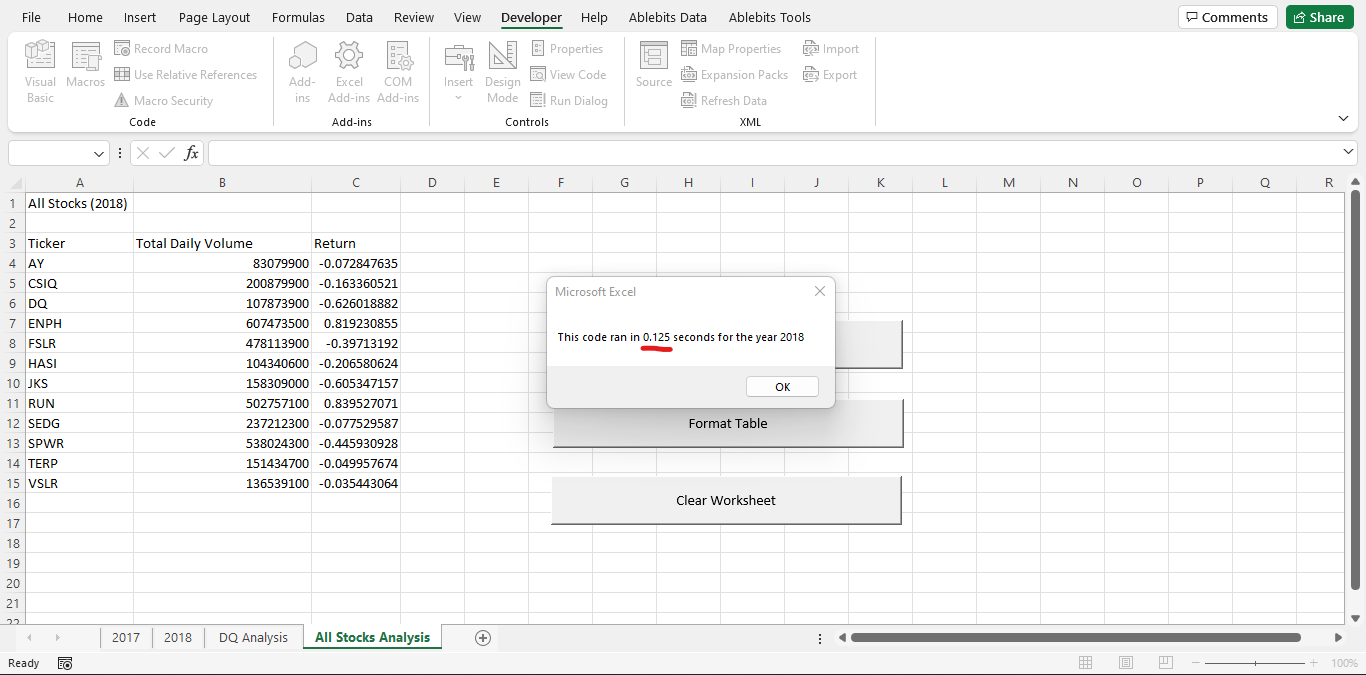 File Home Insert Page Layout Formulas Data Review View Developer Help Ablebits Data Ablebits Tools Comments Share
Visual Basic
Macros
Record Macro
Use Relative References
Macro Security
Code
Add-ins
Excel Add-ins
COM Add-ins
Add-ins
Insert
Design Mode
Properties
View Code
Run Dialog
Controls
Source
Map Properties
Expansion Packs
Refresh Data
Import
Export
XML
fx
A B C D E F G H I J K L M N O P Q R
1 All Stocks (2018)
2
3 Ticker Total Daily Volume Return
4 AY 83079900 -0.072847635
5 CSIQ 200879900 -0.163360521
6 DQ 107873900 -0.626018882
7 ENPH 607473500 0.819230855
8 FSLR 478113900 -0.39713192
9 HASI 104340600 -0.206580624
10 JKS 158309000 -0.605347157
11 RUN 502757100 0.839527071
12 SEDG 237212300 -0.077529587
13 SPWR 538024300 -0.445930928
14 TERP 151434700 -0.049957674
15 VSLR 136539100 -0.035443064
16
17
18
19
20
21
22
Microsoft Excel
This code ran in 0.125 seconds for the year 2018
OK
Format Table
Clear Worksheet
2017 2018 DQ Analysis All Stocks Analysis
Ready 100%